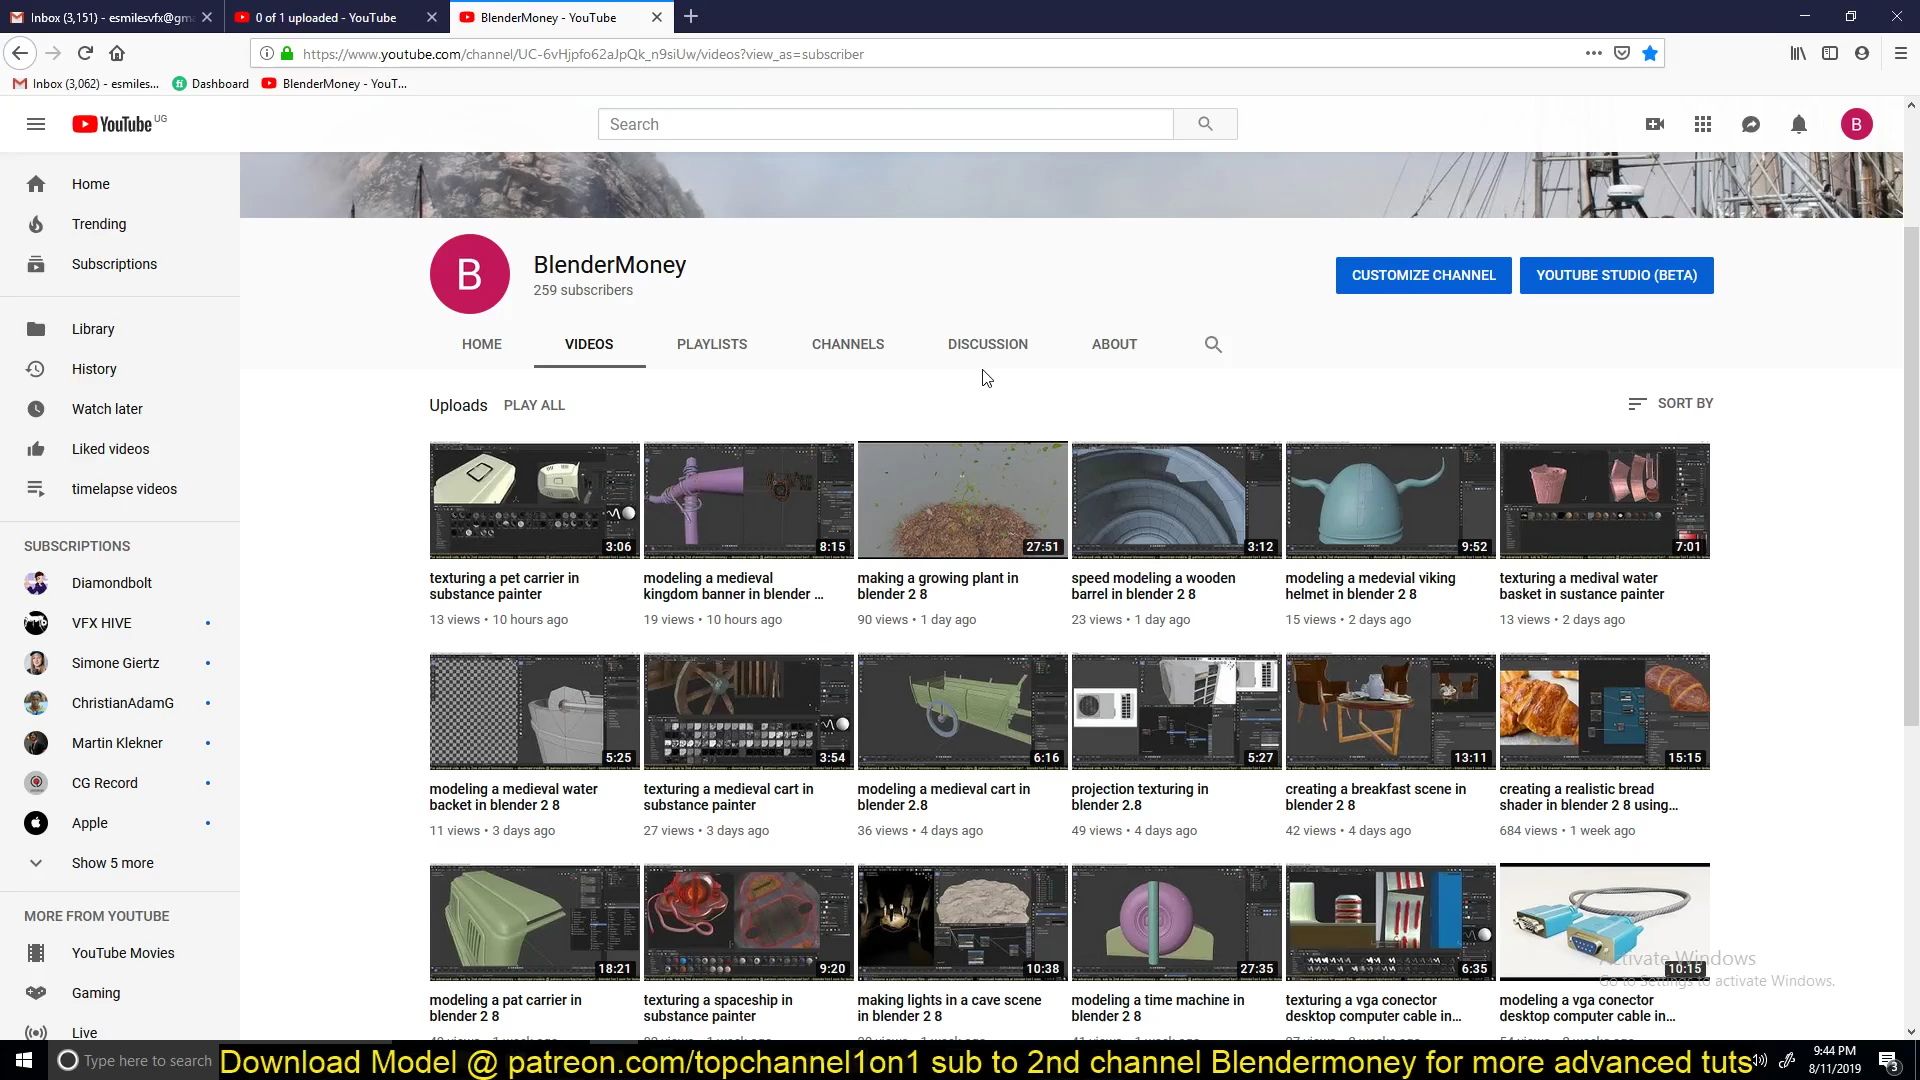 Inbox (3,151) - esmilesvfx@gm
0 of 1 uploaded - YouTube
BlenderMoney - YouTube
https://www.youtube.com/channel/UC-6vHjpfo62aJpQk_n9siUw/videos?view_as=subscriber
Inbox (3,062) - esmiles...
Dashboard
BlenderMoney - YouT...
YouTube UG
Search
B
Home
Trending
Subscriptions
Library
History
Watch later
Liked videos
timelapse videos
SUBSCRIPTIONS
Diamondbolt
VFX HIVE
Simone Giertz
ChristianAdamG
Martin Klekner
CG Record
Apple
Show 5 more
MORE FROM YOUTUBE
YouTube Movies
Gaming
Live
B
BlenderMoney
259 subscribers
CUSTOMIZE CHANNEL
YOUTUBE STUDIO (BETA)
HOME VIDEOS PLAYLISTS CHANNELS DISCUSSION ABOUT
Uploads PLAY ALL
SORT BY
3:06
texturing a pet carrier in
substance painter
13 views • 10 hours ago
8:15
modeling a medieval
kingdom banner in blender ...
19 views • 10 hours ago
27:51
making a growing plant in
blender 2 8
90 views • 1 day ago
3:12
speed modeling a wooden
barrel in blender 2 8
23 views • 1 day ago
9:52
modeling a medevial viking
helmet in blender 2 8
15 views • 2 days ago
7:01
texturing a medival water
basket in sustance painter
13 views • 2 days ago
5:25
modeling a medieval water
backet in blender 2 8
11 views • 3 days ago
3:54
texturing a medieval cart in
substance painter
27 views • 3 days ago
6:16
modeling a medieval cart in
blender 2.8
36 views • 4 days ago
5:27
projection texturing in
blender 2.8
49 views • 4 days ago
13:11
creating a breakfast scene in
blender 2 8
42 views • 4 days ago
15:15
creating a realistic bread
shader in blender 2 8 using...
684 views • 1 week ago
18:21
modeling a pat carrier in
blender 2 8
9:20
texturing a spaceship in
substance painter
10:38
making lights in a cave scene
in blender 2 8
27:35
modeling a time machine in
blender 2 8
6:35
texturing a vga conector
desktop computer cable in...
10:15
modeling a vga conector
desktop computer cable in...
Activate Windows
Go to Settings to activate Windows.
Type here to search
Download Model @ patreon.com/topchannel1on1 sub to 2nd channel Blendermoney for more advanced tuts
9:44 PM
8/11/2019
3